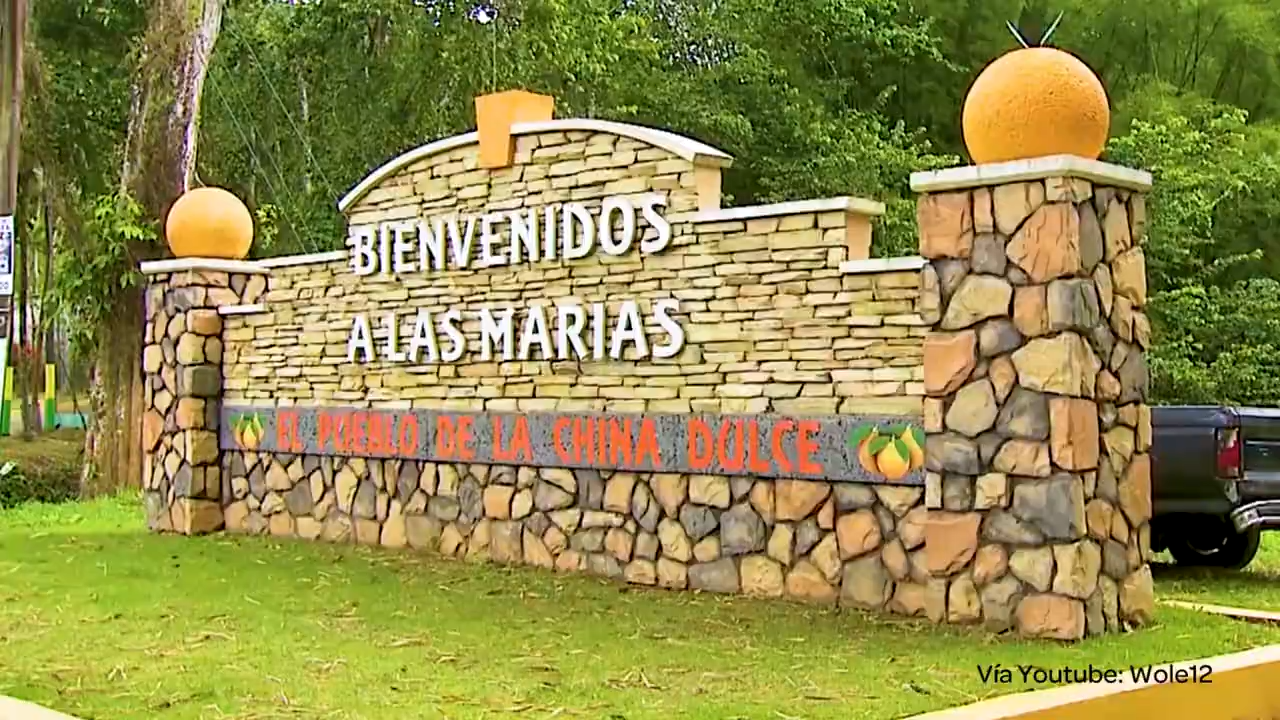 BIENVENIDOS
A LAS MARIAS
EL PUEBLO DE LA CHINA DULCE
Vía Youtube: Wole12